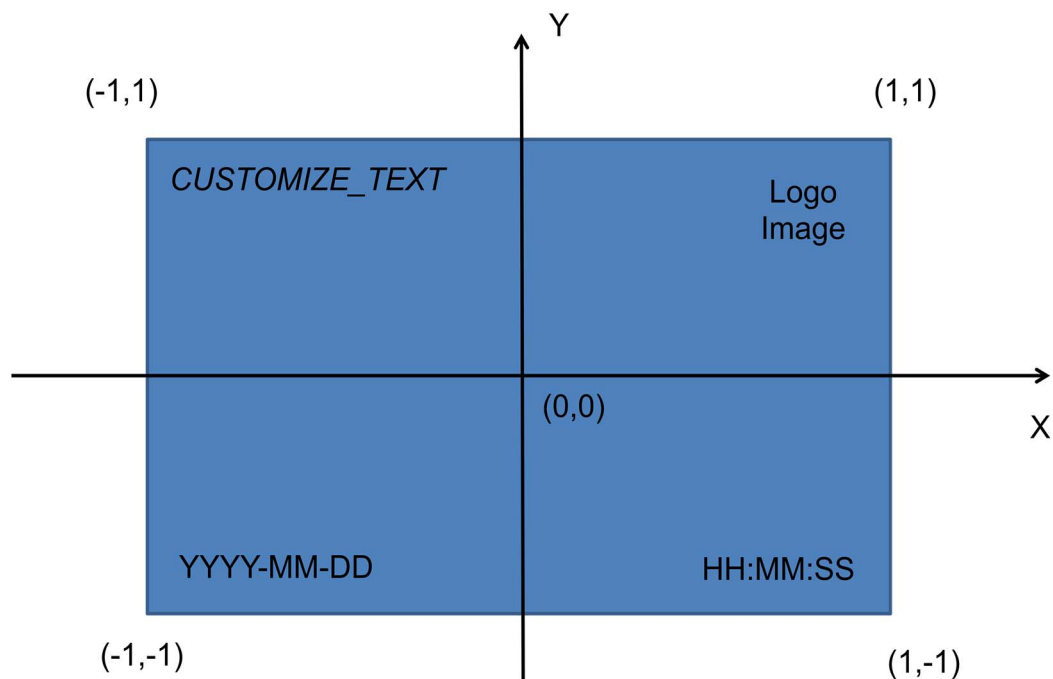 Y
(-1,1)
(1,1)
CUSTOMIZE_TEXT
Logo
Image
(0,0)
X
YYYY-MM-DD
HH:MM:SS
(-1,-1)
(1,-1)